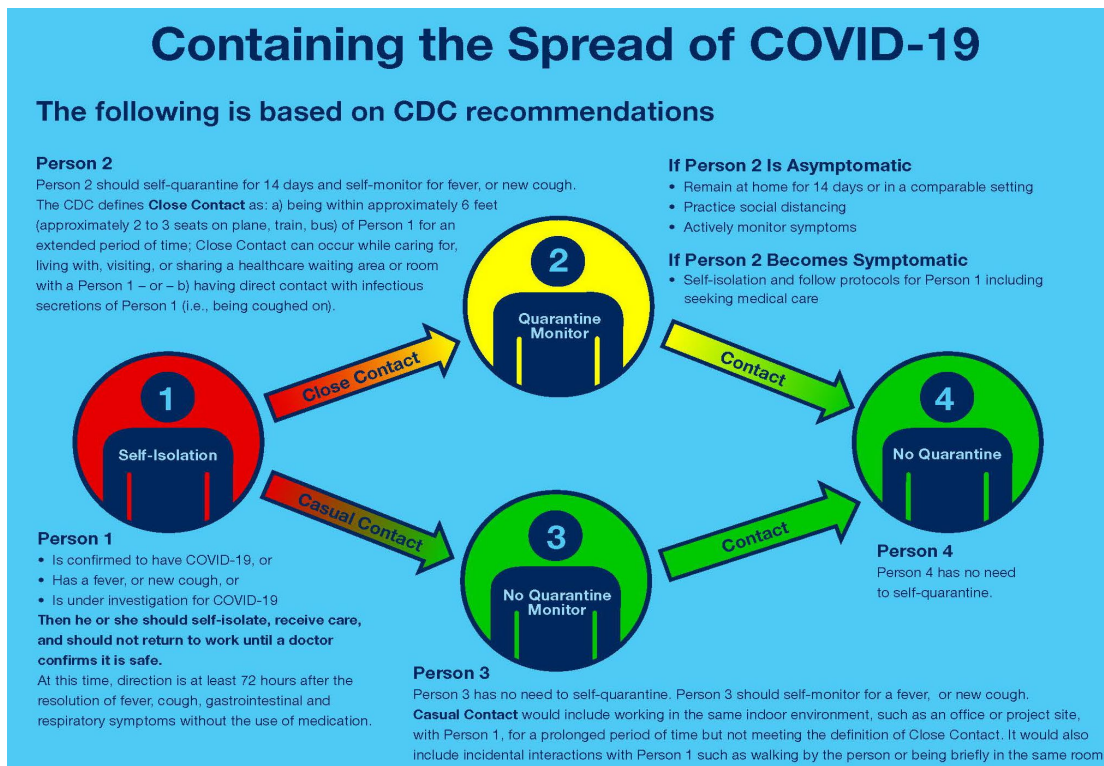 Containing the Spread of COVID-19
The following is based on CDC recommendations
Person 2
Person 2 should self-quarantine for 14 days and self-monitor for fever, or new cough.
The CDC defines Close Contact as: a) being within approximately 6 feet
(approximately 2 to 3 seats on plane, train, bus) of Person 1 for an
extended period of time; Close Contact can occur while caring for,
living with, visiting, or sharing a healthcare waiting area or room
with a Person 1 – or – b) having direct contact with infectious
secretions of Person 1 (i.e., being coughed on).
2
Quarantine
Monitor
If Person 2 Is Asymptomatic
• Remain at home for 14 days or in a comparable setting
• Practice social distancing
• Actively monitor symptoms
If Person 2 Becomes Symptomatic
• Self-isolation and follow protocols for Person 1 including
seeking medical care
Close Contact
Contact
1
Self-Isolation
4
No Quarantine
Casual Contact
Contact
3
No Quarantine
Monitor
Person 1
• Is confirmed to have COVID-19, or
• Has a fever, or new cough, or
• Is under investigation for COVID-19
Then he or she should self-isolate, receive care,
and should not return to work until a doctor
confirms it is safe.
At this time, direction is at least 72 hours after the
resolution of fever, cough, gastrointestinal and
respiratory symptoms without the use of medication.
Person 4
Person 4 has no need
to self-quarantine.
Person 3
Person 3 has no need to self-quarantine. Person 3 should self-monitor for a fever, or new cough.
Casual Contact would include working in the same indoor environment, such as an office or project site,
with Person 1, for a prolonged period of time but not meeting the definition of Close Contact. It would also
include incidental interactions with Person 1 such as walking by the person or being briefly in the same room